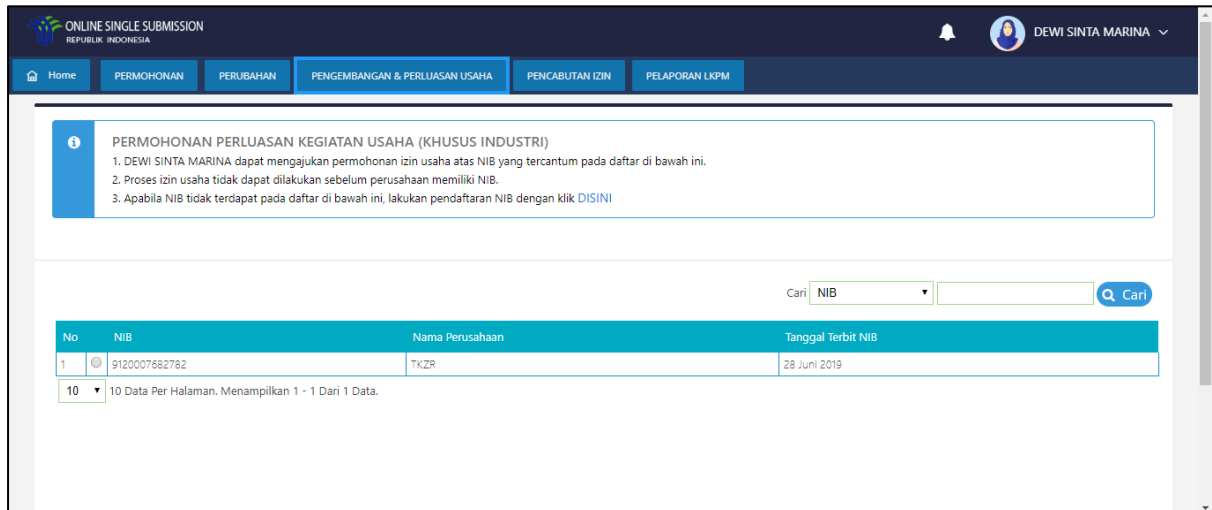 ONLINE SINGLE SUBMISSION
REPUBLIK INDONESIA
DEWI SINTA MARINA
Home PERMOHONAN PERUBAHAN PENGEMBANGAN & PERLUASAN USAHA PENCABUTAN IZIN PELAPORAN LKPM
PERMOHONAN PERLUASAN KEGIATAN USAHA (KHUSUS INDUSTRI)
1. DEWI SINTA MARINA dapat mengajukan permohonan izin usaha atas NIB yang tercantum pada daftar di bawah ini.
2. Proses izin usaha tidak dapat dilakukan sebelum perusahaan memiliki NIB.
3. Apabila NIB tidak terdapat pada daftar di bawah ini, lakukan pendaftaran NIB dengan klik DISINI
Cari NIB Cari
No NIB Nama Perusahaan Tanggal Terbit NIB
1 9120007682782 TKZR 28 Juni 2019
10 10 Data Per Halaman. Menampilkan 1 - 1 Dari 1 Data.